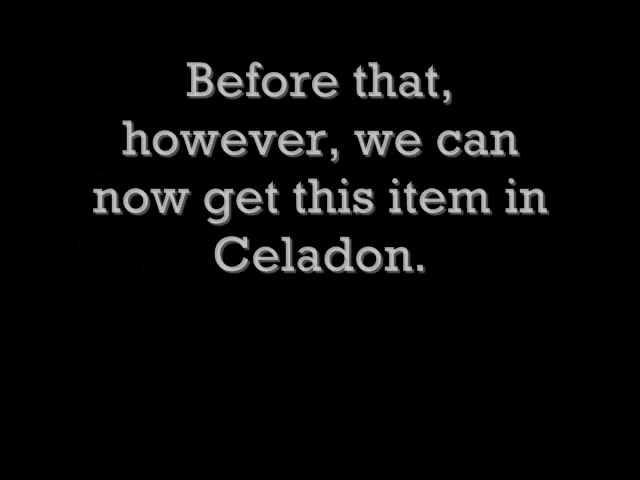 Before that,
however, we can
now get this item in
Celadon.